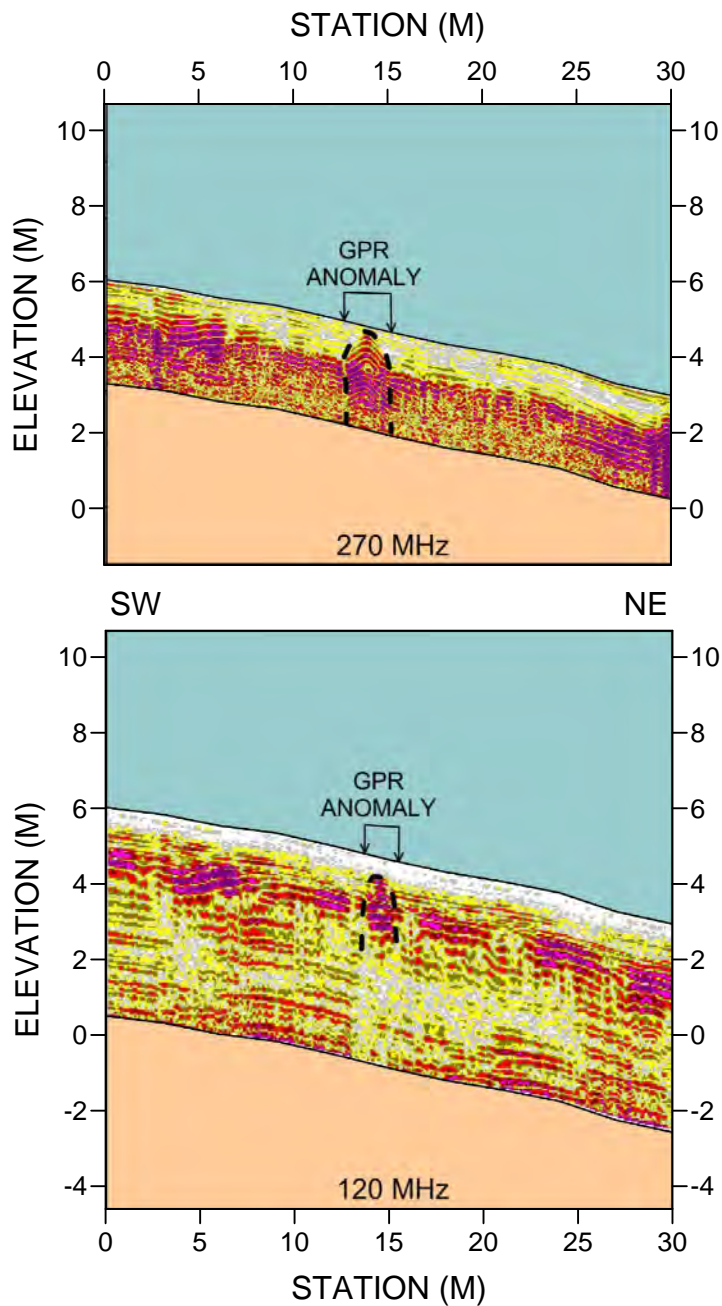 STATION (M)
0 5 10 15 20 25 30
10 10
8 8
GPR
ANOMALY
6 6
4 4
2 2
0 0
ELEVATION (M)
270 MHz
SW NE
10 10
8 8
GPR
ANOMALY
6 6
4 4
2 2
0 0
-2 -2
-4 -4
ELEVATION (M)
120 MHz
0 5 10 15 20 25 30
STATION (M)